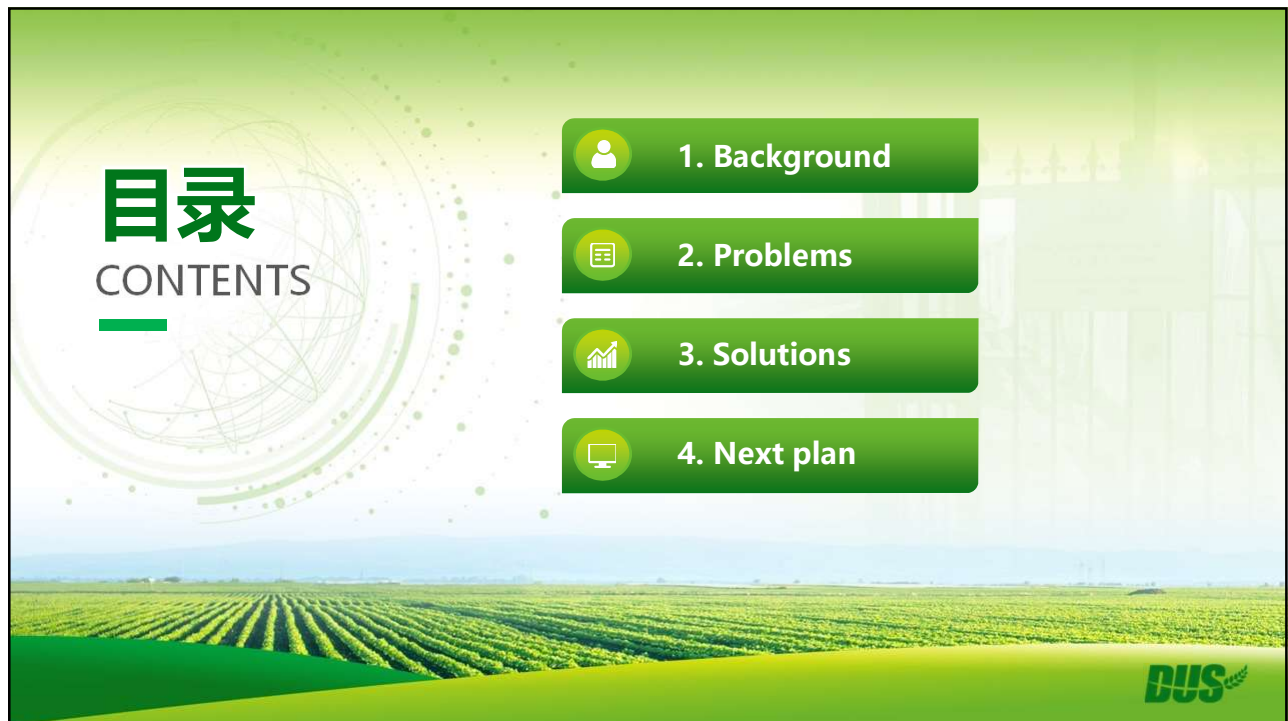 目录
CONTENTS
1. Background
2. Problems
3. Solutions
4. Next plan
DUS